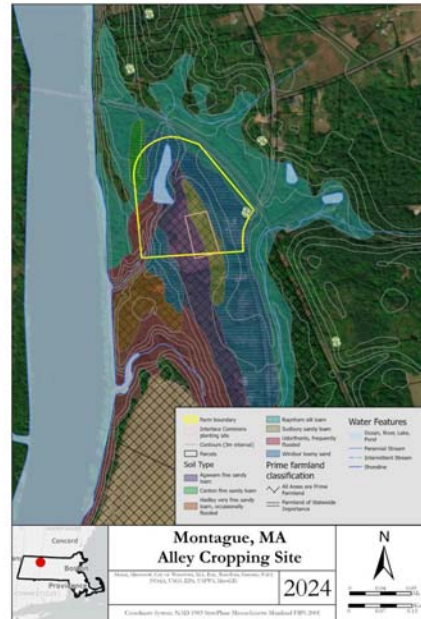 Farm boundary
Interlace Commons
planting site
Contours (3m interval)
Parcels
Soil Type
Agawam fine sandy
loam
Canton fine sandy loam
Hadley very fine sandy
loam, occasionally
flooded
Raynham silt loam
Sudbury sandy loam
Udorthents, frequently
flooded
Windsor loamy sand
Prime farmland
classification
All Areas are Prime
Farmland
Farmland of Statewide
Importance
Water Features
Ocean, River, Lake,
Pond
Perennial Stream
Intermittent Stream
Shoreline
Concord
Boston
Providence
Montague, MA
Alley Cropping Site
2024
N